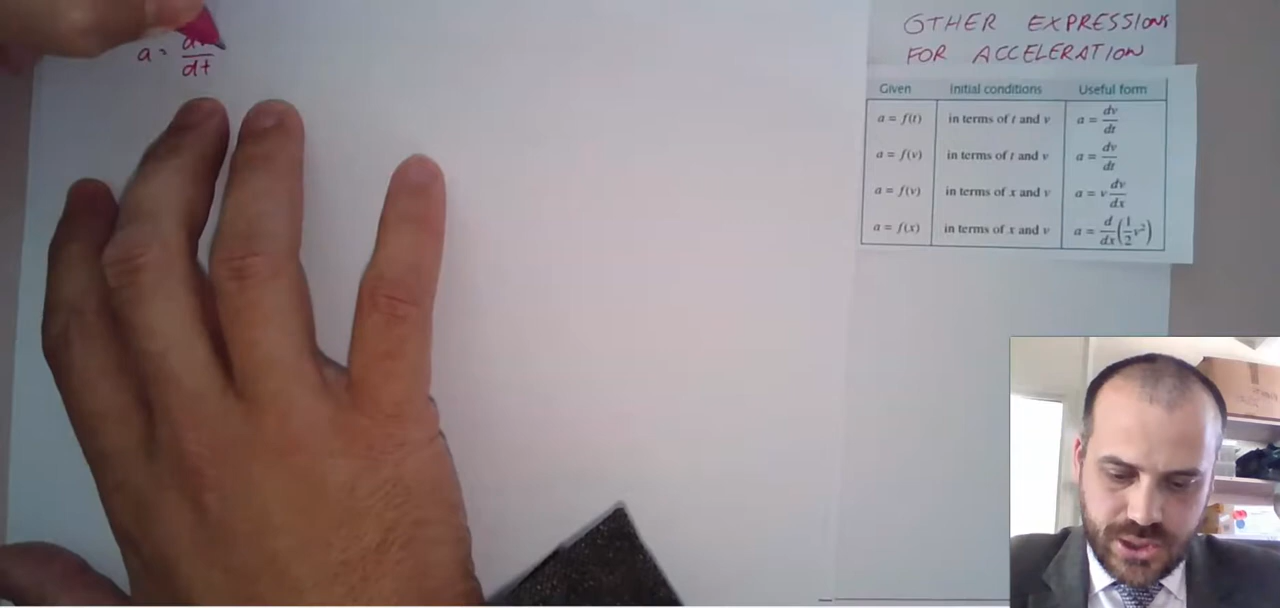 a = dv/dt
OTHER EXPRESSIONS
FOR ACCELERATION
Given Initial conditions Useful form
a = f(t) in terms of t and v a = dv/dt
a = f(v) in terms of t and v a = dv/dt
a = f(v) in terms of x and v a = v dv/dx
a = f(x) in terms of x and v a = d/dx(1/2 v²)